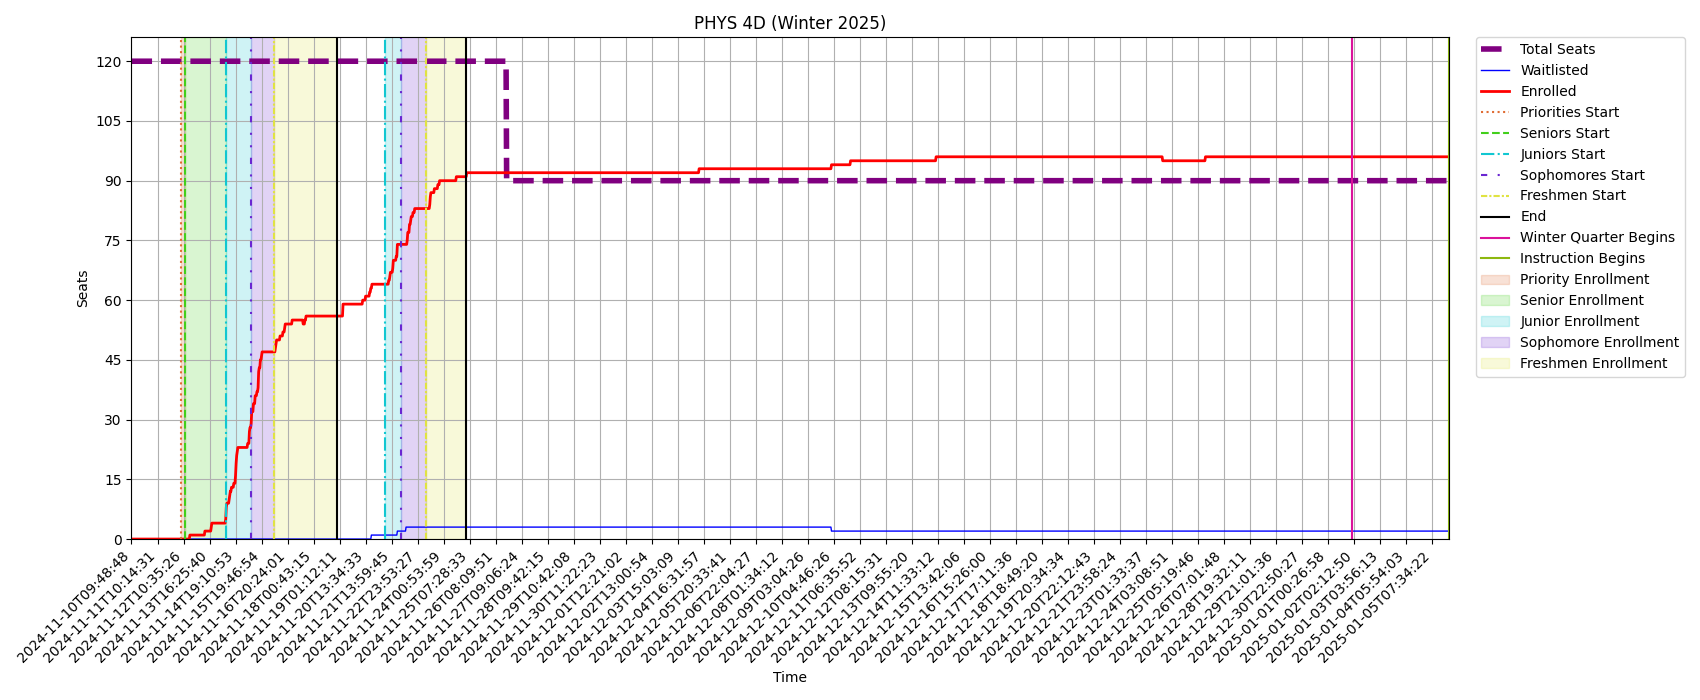 PHYS 4D (Winter 2025)
Seats
120
105
90
75
60
45
30
15
0
2024-11-10T09:48:48
2024-11-11T10:14:31
2024-11-12T10:35:26
2024-11-13T16:25:40
2024-11-14T19:10:53
2024-11-15T19:46:54
2024-11-16T20:24:01
2024-11-18T00:43:15
2024-11-19T01:12:11
2024-11-20T13:34:33
2024-11-21T13:59:45
2024-11-22T23:53:27
2024-11-24T00:53:59
2024-11-25T07:28:33
2024-11-26T08:09:51
2024-11-27T09:06:24
2024-11-28T09:42:15
2024-11-29T10:42:08
2024-11-30T11:22:23
2024-12-01T12:21:02
2024-12-02T13:00:54
2024-12-03T15:03:09
2024-12-04T16:31:57
2024-12-05T20:33:41
2024-12-06T22:04:27
2024-12-08T01:34:12
2024-12-09T03:04:26
2024-12-10T04:46:26
2024-12-11T06:35:52
2024-12-12T08:15:31
2024-12-13T09:55:20
2024-12-14T11:33:12
2024-12-15T13:42:06
2024-12-16T15:26:00
2024-12-17T17:11:36
2024-12-18T18:49:20
2024-12-19T20:34:34
2024-12-20T22:12:43
2024-12-21T23:58:24
2024-12-23T01:33:37
2024-12-24T03:08:51
2024-12-25T05:19:46
2024-12-26T07:01:48
2024-12-28T19:32:11
2024-12-29T21:01:36
2024-12-30T22:50:27
2025-01-01T00:26:58
2025-01-02T02:12:50
2025-01-03T03:56:13
2025-01-04T05:54:03
2025-01-05T07:34:22
Time
Total Seats
Waitlisted
Enrolled
Priorities Start
Seniors Start
Juniors Start
Sophomores Start
Freshmen Start
End
Winter Quarter Begins
Instruction Begins
Priority Enrollment
Senior Enrollment
Junior Enrollment
Sophomore Enrollment
Freshmen Enrollment